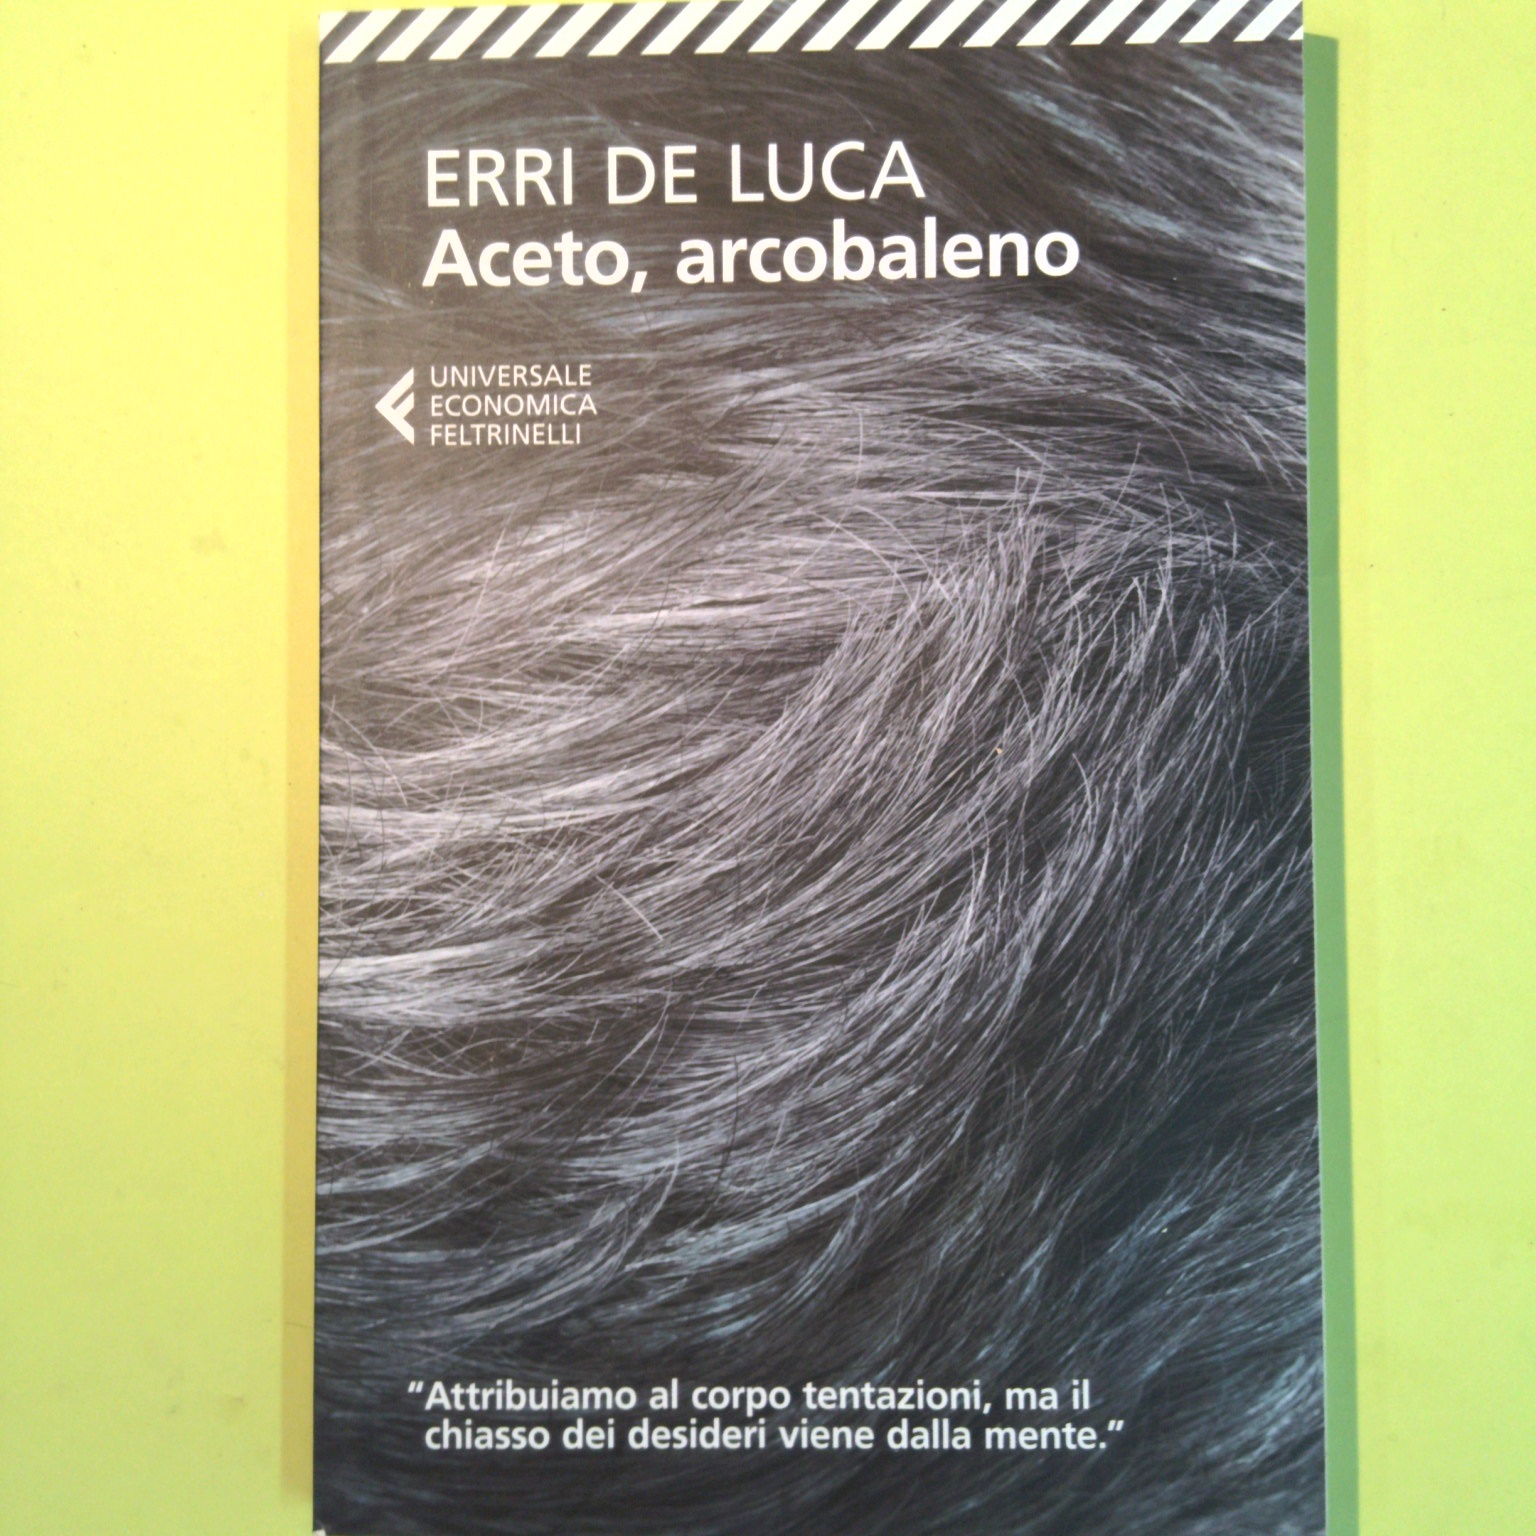 ERRI DE LUCA
Aceto, arcobaleno
UNIVERSALE
ECONOMICA
FELTRINELLI
“Attribuiamo al corpo tentazioni, ma il
chiasso dei desideri viene dalla mente.”